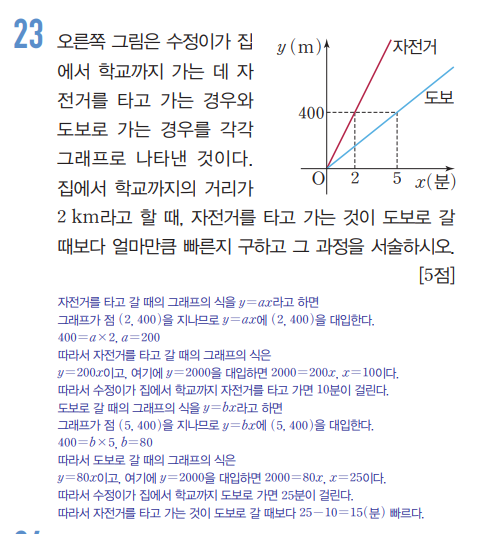 23
오른쪽 그림은 수정이가 집
에서 학교까지 가는 데 자
전거를 타고 가는 경우와
도보로 가는 경우를 각각
그래프로 나타낸 것이다.
집에서 학교까지의 거리가
2 km라고 할 때, 자전거를 타고 가는 것이 도보로 갈
때보다 얼마만큼 빠른지 구하고 그 과정을 서술하시오.
[5점]
y(m)
자전거
도보
400
O 2 5 x(분)
자전거를 타고 갈 때의 그래프의 식을 y=ax라고 하면
그래프가 점 (2, 400)을 지나므로 y=ax에 (2, 400)을 대입한다.
400=a×2, a=200
따라서 자전거를 타고 갈 때의 그래프의 식은
y=200x이고, 여기에 y=2000을 대입하면 2000=200x, x=10이다.
따라서 수정이가 집에서 학교까지 자전거를 타고 가면 10분이 걸린다.
도보로 갈 때의 그래프의 식을 y=bx라고 하면
그래프가 점 (5, 400)을 지나므로 y=bx에 (5, 400)을 대입한다.
400=b×5, b=80
따라서 도보로 갈 때의 그래프의 식은
y=80x이고, 여기에 y=2000을 대입하면 2000=80x, x=25이다.
따라서 수정이가 집에서 학교까지 도보로 가면 25분이 걸린다.
따라서 자전거를 타고 가는 것이 도보로 갈 때보다 25-10=15(분) 빠르다.